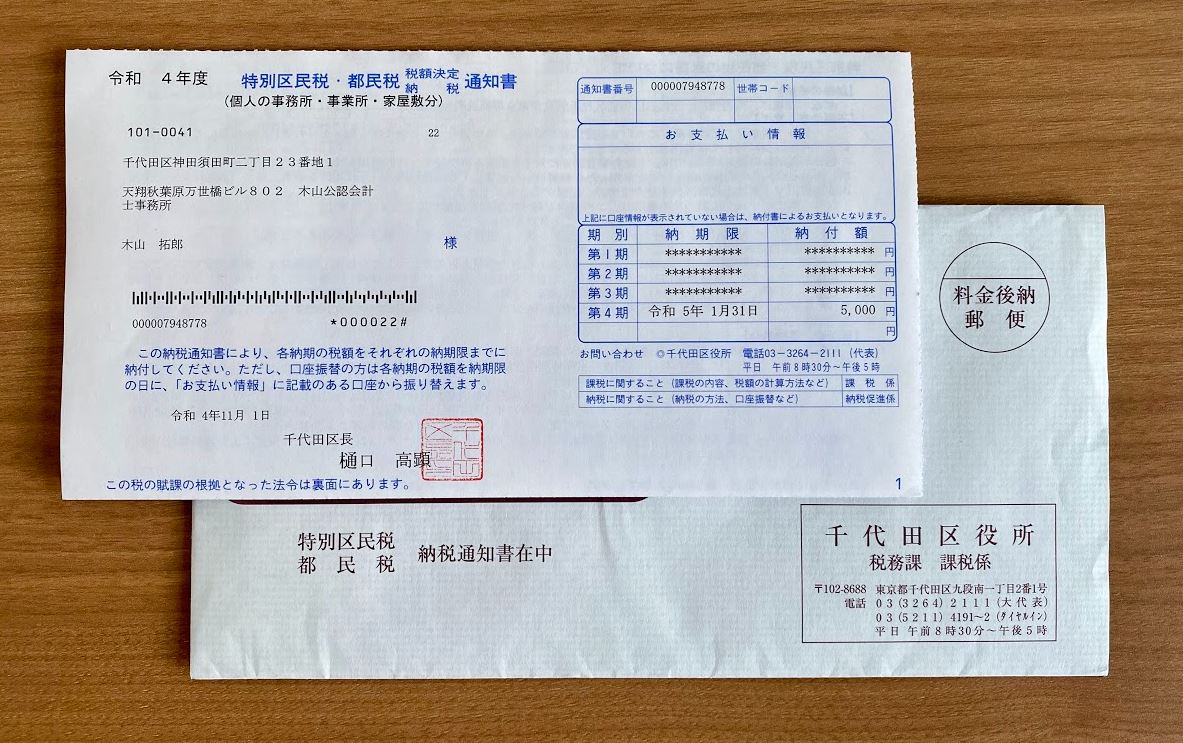 令和 4年度 特別区民税・都民税 税額決定 納税 通知書
(個人の事務所・事業所・家屋敷分)
101-0041 22
千代田区神田須田町二丁目23番地1
天翔秋葉原万世橋ビル802 木山公認会計
士事務所
木山 拓郎 様
000007948778 *000022#
この納税通知書により、各納期の税額をそれぞれの納期限までに
納付してください。ただし、口座振替の方は各納期の税額を納期限
の日に、「お支払い情報」に記載のある口座から振り替えます。
令和 4年11月 1日
千代田区長
樋口 高顕
この税の賦課の根拠となった法令は裏面にあります。
通知書番号 000007948778 世帯コード
お支払い情報
上記に口座情報が表示されていない場合は、納付書によるお支払いとなります。
期別 納期限 納付額
第1期 *********** ********** 円
第2期 *********** ********** 円
第3期 *********** ********** 円
第4期 令和 5年 1月31日 5,000 円
円
お問い合わせ ◎千代田区役所 電話03-3264-2111(代表)
平日 午前8時30分~午後5時
課税に関すること(課税の内容、税額の計算方法など) 課税係
納税に関すること(納税の方法、口座振替など) 納税促進係
1
料金後納
郵便
特別区民税
都民税
納税通知書在中
千代田区役所
税務課 課税係
〒102-8688 東京都千代田区九段南一丁目2番1号
電話 03(3264)2111(大代表)
03(5211)4191~2(ダイヤルイン)
平日 午前8時30分~午後5時